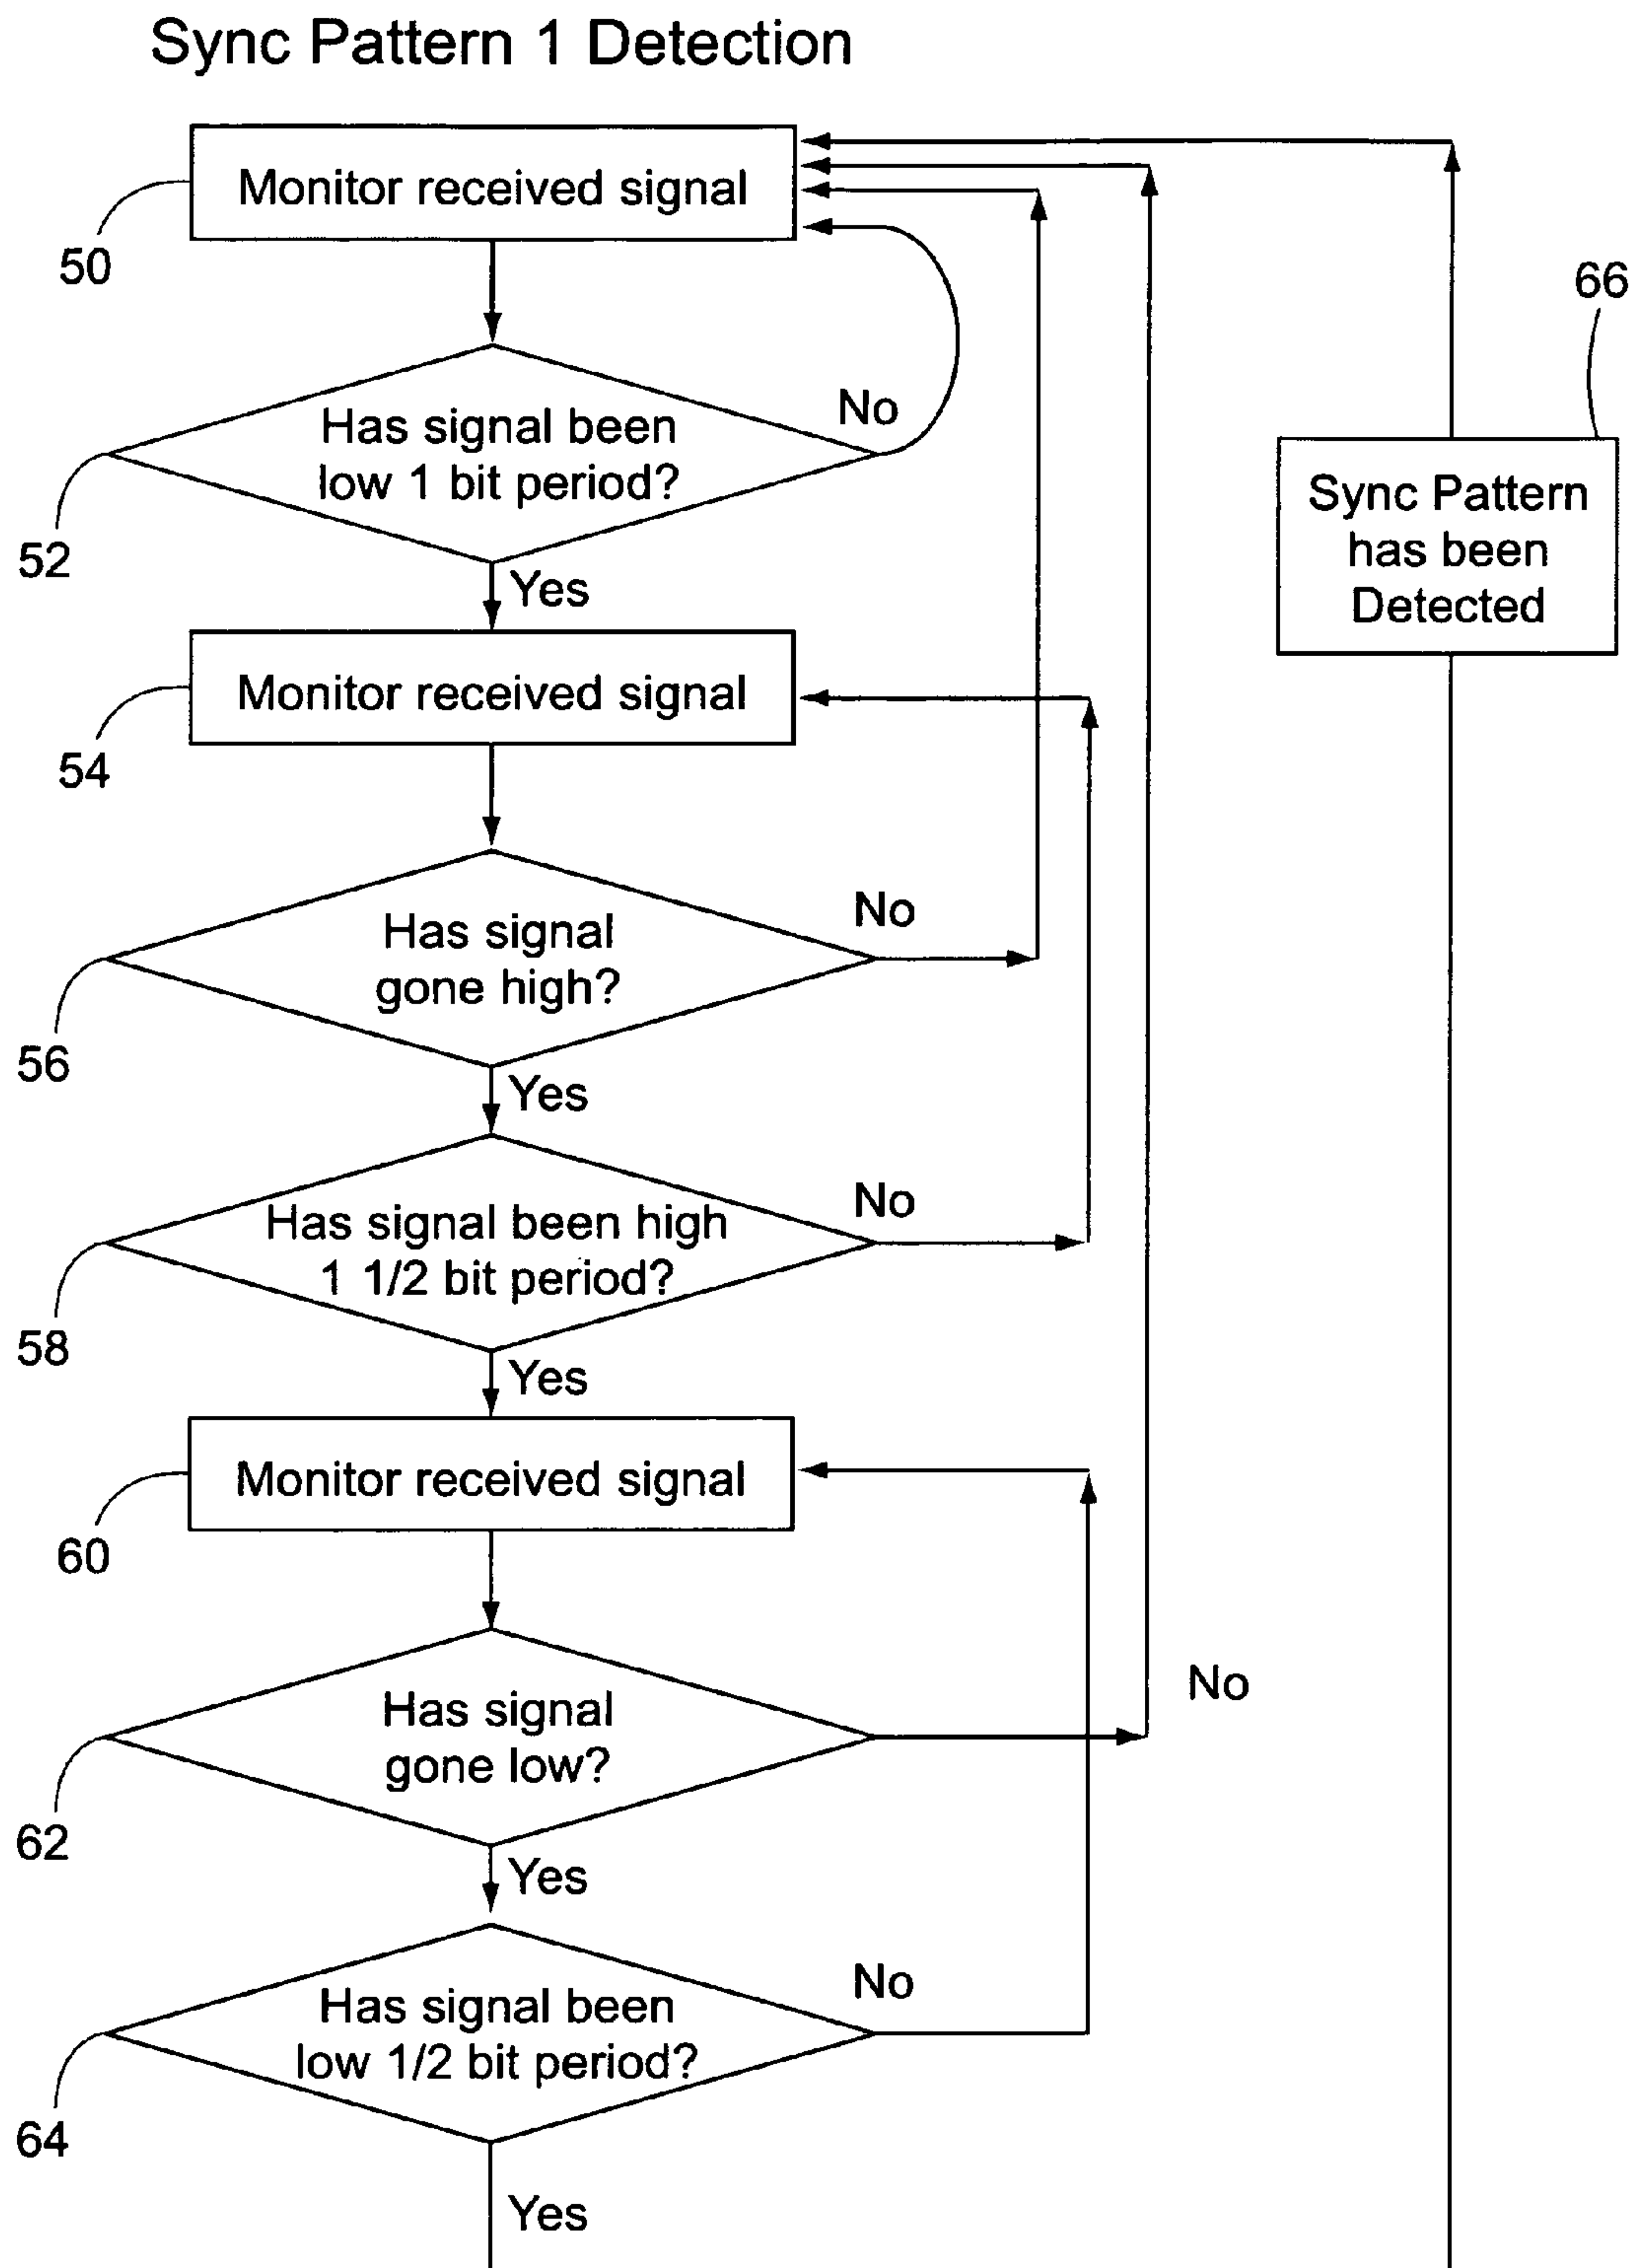 Sync Pattern 1 Detection
Monitor received signal
50
66
Has signal been
low 1 bit period?
No
52
Sync Pattern
has been
Detected
Yes
Monitor received signal
54
Has signal
gone high?
No
56
Yes
Has signal been high
1 1/2 bit period?
No
58
Yes
Monitor received signal
60
Has signal
gone low?
No
62
Yes
Has signal been
low 1/2 bit period?
No
64
Yes